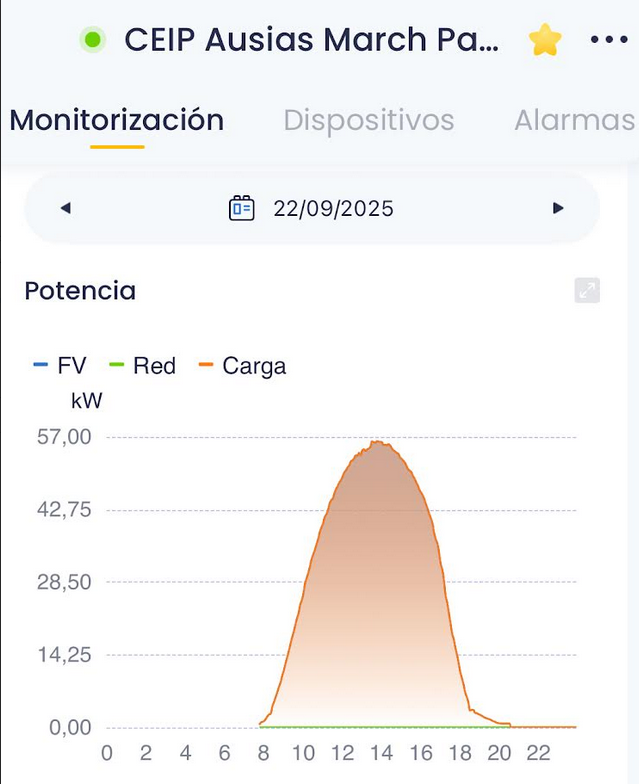 CEIP Ausias March Pa...
Monitorización Dispositivos Alarmas
22/09/2025
Potencia
FV Red Carga
kW
57,00
42,75
28,50
14,25
0,00
0 2 4 6 8 10 12 14 16 18 20 22